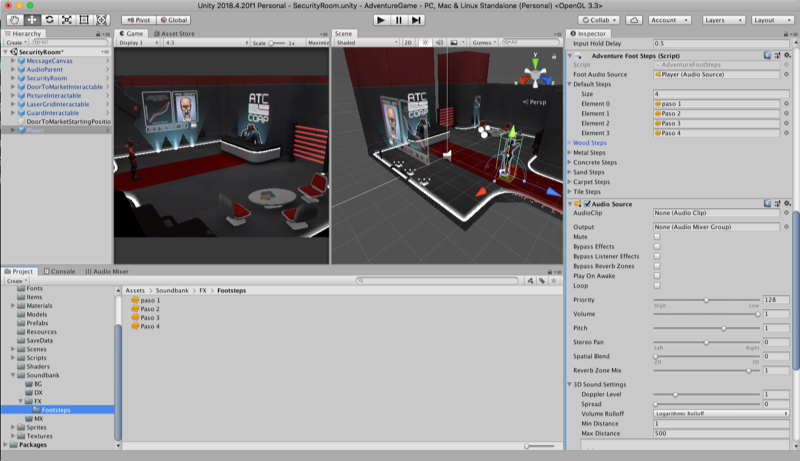 Unity 2018.4.20f1 Personal - SecurityRoom.unity - AdventureGame - PC, Mac & Linux Standalone (Personal) <OpenGL 3.3>
Pivot Global
Collab Account Layers Layout
Hierarchy
Create All
SecurityRoom*
MessageCanvas
AudioParent
SecurityRoom
DoorToMarketInteractable
PictureInteractable
LaserGridInteractable
GuardInteractable
DoorToMarketStartingPositio
Player
Game Asset Store
Display 1 4:3 Scale 1x Maximize
ATC
CORP
Scene
Shaded 2D Gizmos All
y
Persp
ATC
CORP
Inspector
Input Hold Delay 0.5
Adventure Foot Steps (Script)
Script AdventureFootSteps
Foot Audio Source Player (Audio Source)
Default Steps
Size 4
Element 0 paso 1
Element 1 Paso 2
Element 2 Paso 3
Element 3 Paso 4
Wood Steps
Metal Steps
Concrete Steps
Sand Steps
Carpet Steps
Tile Steps
Audio Source
AudioClip None (Audio Clip)
Output None (Audio Mixer Group)
Mute
Bypass Effects
Bypass Listener Effects
Bypass Reverb Zones
Play On Awake
Loop
Priority 128
High Low
Volume 1
Pitch 1
Stereo Pan 0
Left Right
Spatial Blend 0
2D 3D
Reverb Zone Mix 1
3D Sound Settings
Doppler Level 1
Spread 0
Volume Rolloff Logarithmic Rolloff
Min Distance 1
Max Distance 500
Project Console Audio Mixer
Create
Fonts
Items
Materials
Models
Prefabs
Resources
SaveData
Scenes
Scripts
Shaders
Soundbank
BG
DX
FX
Footsteps
MX
Sprites
Textures
Packages
Assets > Soundbank > FX > Footsteps
paso 1
Paso 2
Paso 3
Paso 4